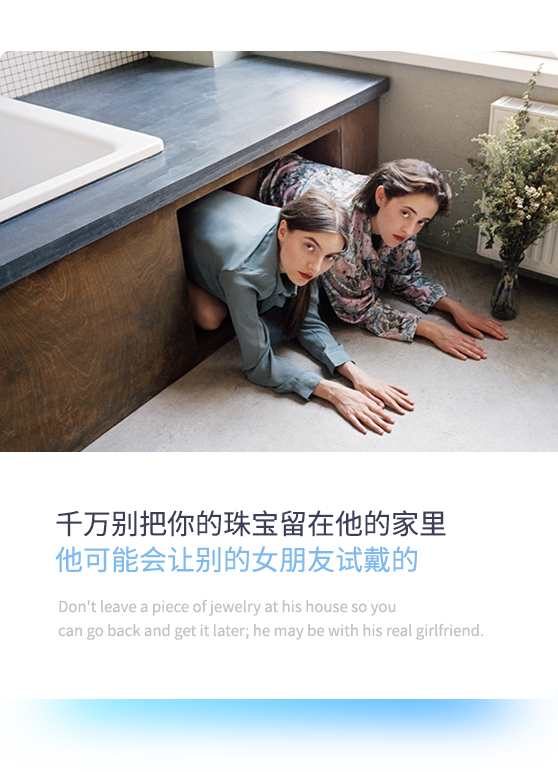 千万别把你的珠宝留在他的家里
他可能会让别的女朋友试戴的
Don't leave a piece of jewelry at his house so you
can go back and get it later; he may be with his real girlfriend.